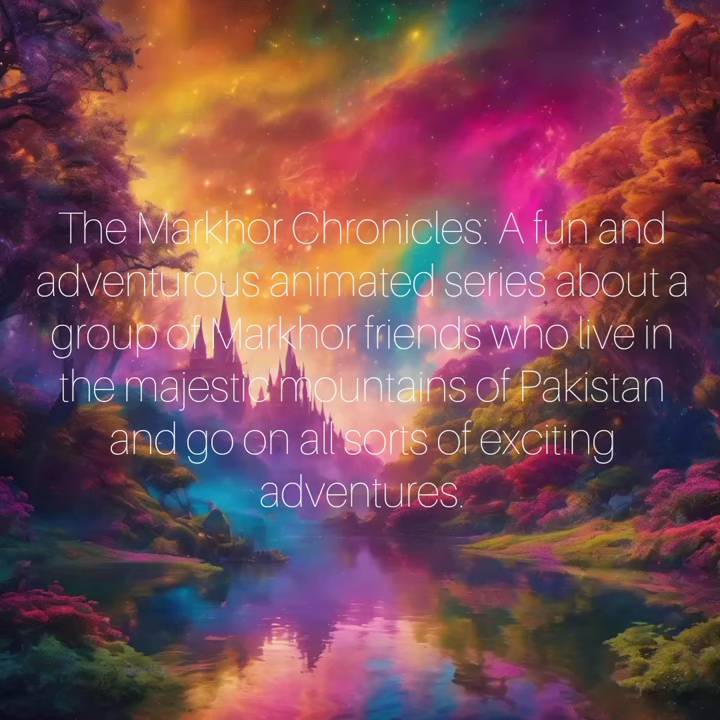 The Markhor Chronicles: A fun and
adventurous animated series about a
group of Markhor friends who live in
the majestic mountains of Pakistan
and go on all sorts of exciting
adventures.